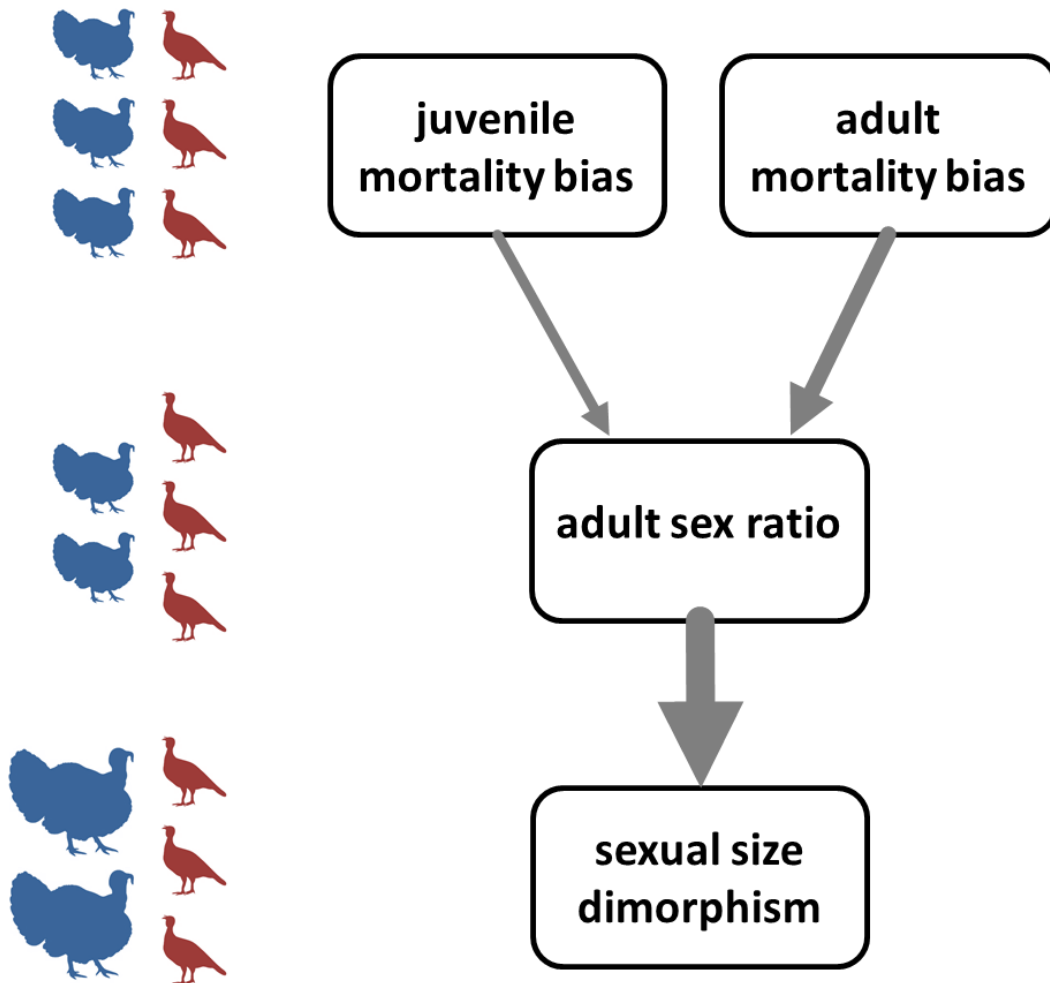 juvenile
mortality bias
adult
mortality bias
adult sex ratio
sexual size
dimorphism